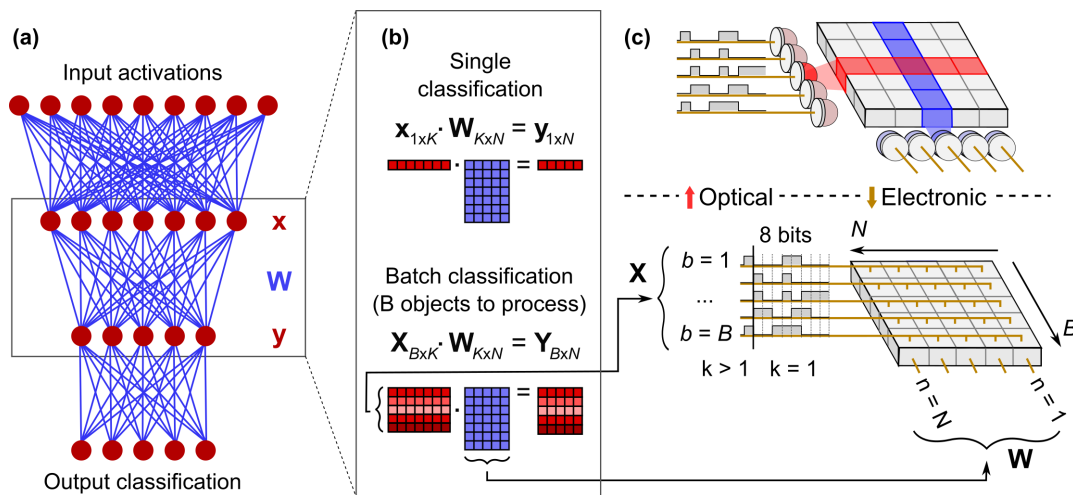 (a)
Input activations
x
W
y
Output classification
(b)
Single
classification
x1xK · WKxN = y1xN
· =
Batch classification
(B objects to process)
XBxK · WKxN = YBxN
· =
(c)
Optical
Electronic
8 bits
N
X
b = 1
...
b = B
B
k > 1
k = 1
n = N
n = 1
W